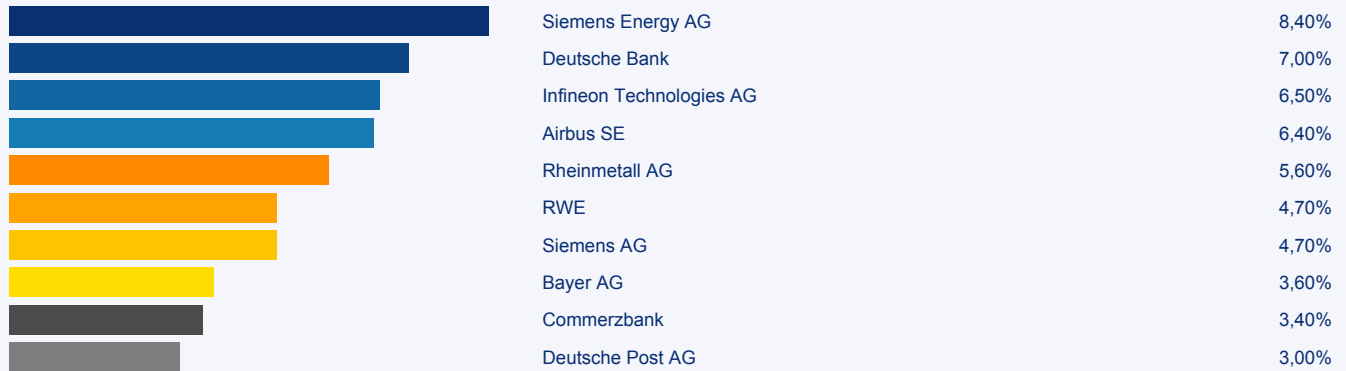 Siemens Energy AG 8,40%
Deutsche Bank 7,00%
Infineon Technologies AG 6,50%
Airbus SE 6,40%
Rheinmetall AG 5,60%
RWE 4,70%
Siemens AG 4,70%
Bayer AG 3,60%
Commerzbank 3,40%
Deutsche Post AG 3,00%